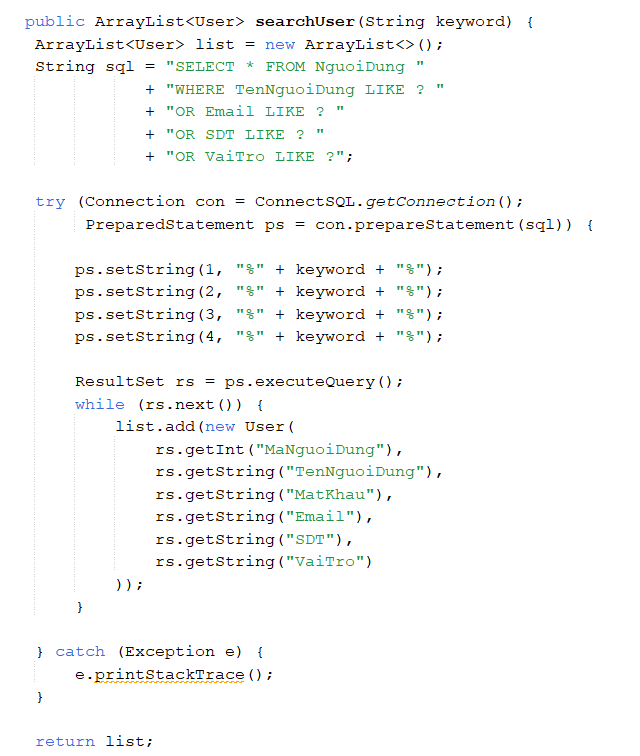 public ArrayList<User> searchUser(String keyword) {
ArrayList<User> list = new ArrayList<>();
String sql = "SELECT * FROM NguoiDung "
+ "WHERE TenNguoiDung LIKE ? "
+ "OR Email LIKE ? "
+ "OR SDT LIKE ? "
+ "OR VaiTro LIKE ?";
try (Connection con = ConnectSQL.getConnection();
PreparedStatement ps = con.prepareStatement(sql)) {
ps.setString(1, "%" + keyword + "%");
ps.setString(2, "%" + keyword + "%");
ps.setString(3, "%" + keyword + "%");
ps.setString(4, "%" + keyword + "%");
ResultSet rs = ps.executeQuery();
while (rs.next()) {
list.add(new User(
rs.getInt("MaNguoiDung"),
rs.getString("TenNguoiDung"),
rs.getString("MatKhau"),
rs.getString("Email"),
rs.getString("SDT"),
rs.getString("VaiTro")
));
}
} catch (Exception e) {
e.printStackTrace();
}
return list;